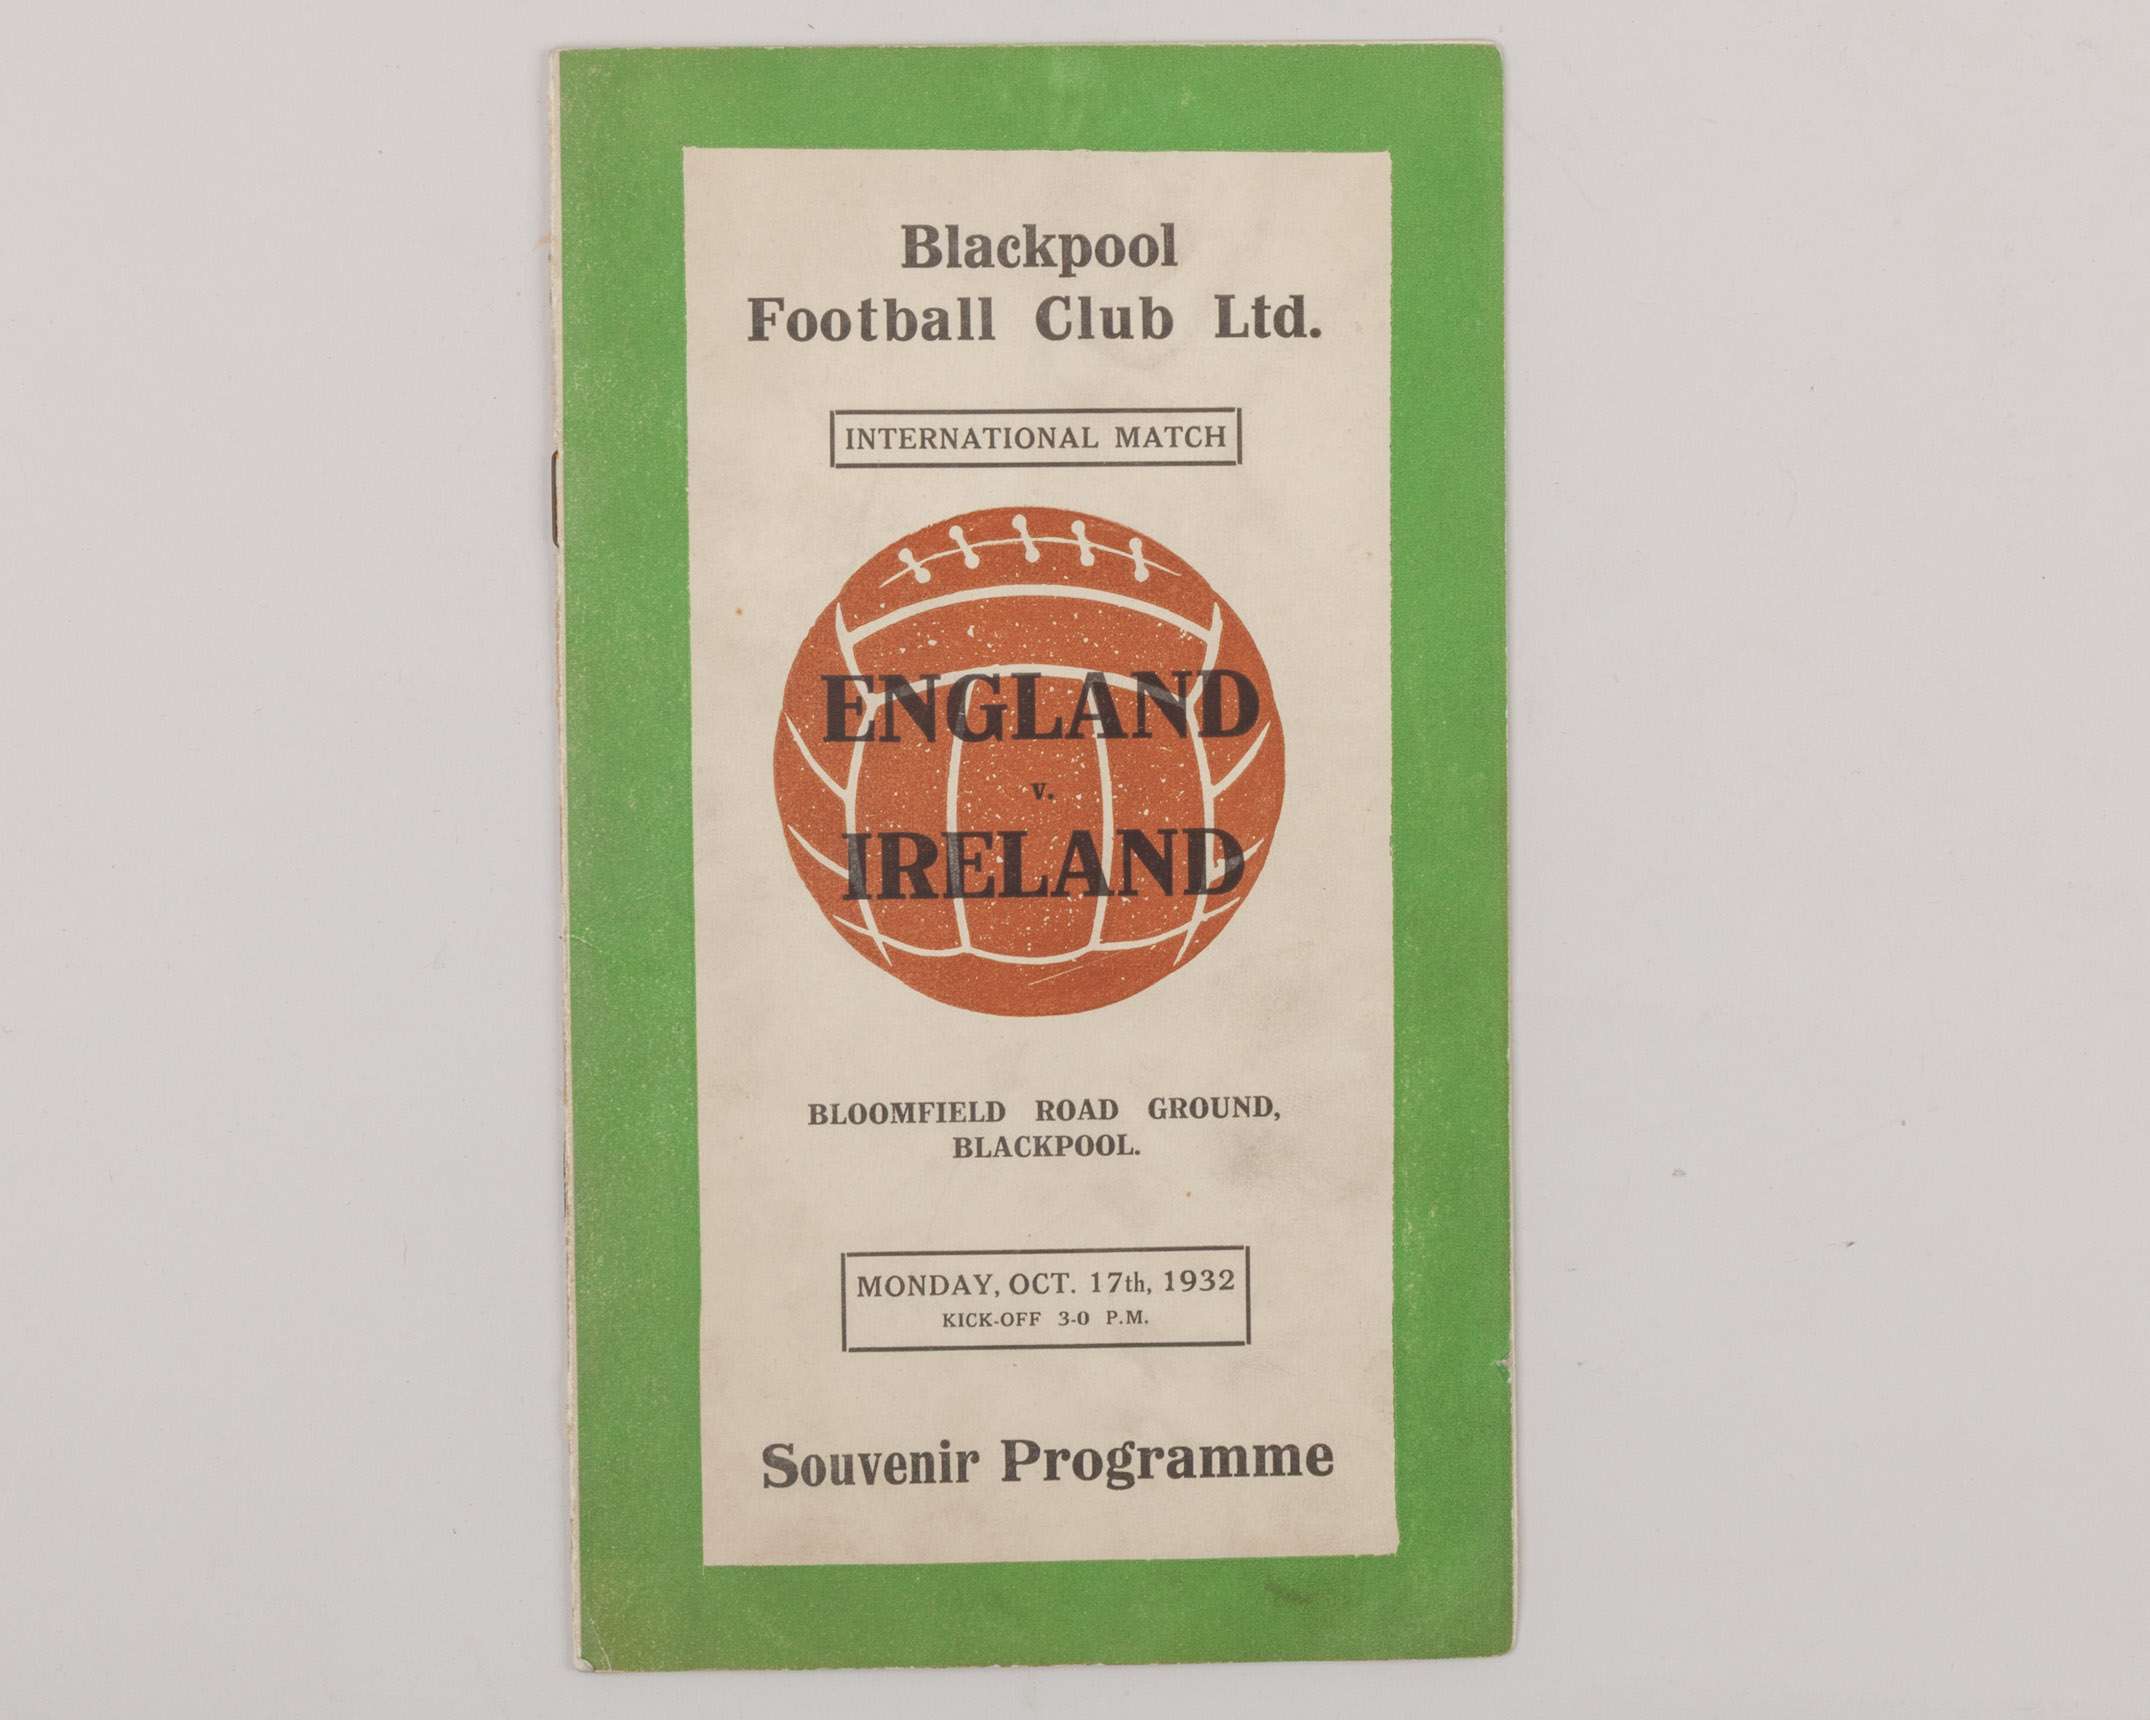 Blackpool
Football Club Ltd.
INTERNATIONAL MATCH
ENGLAND
v.
IRELAND
BLOOMFIELD ROAD GROUND,
BLACKPOOL.
MONDAY, OCT. 17th, 1932
KICK-OFF 3-0 P.M.
Souvenir Programme